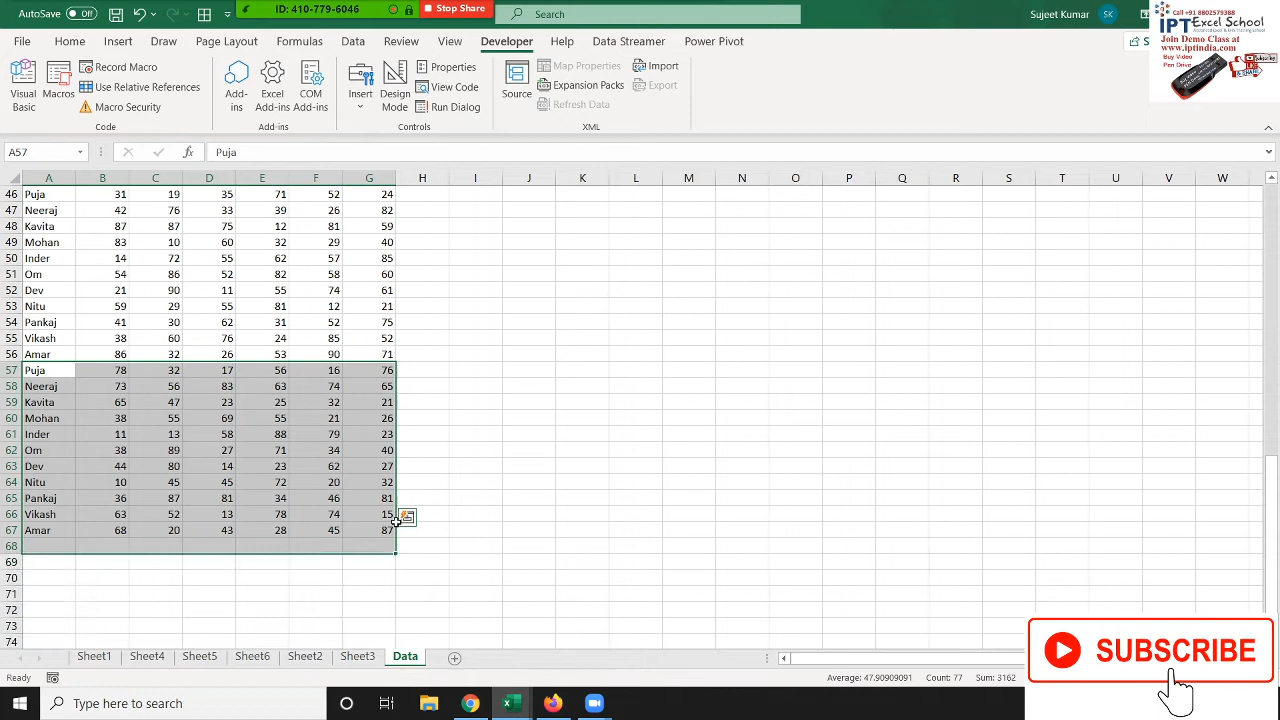 AutoSave Off
ID: 410-779-6046 Stop Share
Search
Sujeet Kumar SK
Call +91 8802579388
IPT Excel School
Join Demo Class at
www.iptindia.com
Buy Video
Pen Drive
File Home Insert Draw Page Layout Formulas Data Review View Developer Help Data Streamer Power Pivot
Visual Basic
Macros
Record Macro
Use Relative References
Macro Security
Code
Add-ins
Excel Add-ins
COM Add-ins
Add-ins
Insert
Design Mode
Properties
View Code
Run Dialog
Controls
Source
Map Properties
Expansion Packs
Refresh Data
Import
Export
XML
A57 fx Puja
A B C D E F G H I J K L M N O P Q R S T U V W
46 Puja 31 19 35 71 52 24
47 Neeraj 42 76 33 39 26 82
48 Kavita 87 87 75 12 81 59
49 Mohan 83 10 60 32 29 40
50 Inder 14 72 55 62 57 85
51 Om 54 86 52 82 58 60
52 Dev 21 90 11 55 74 61
53 Nitu 59 29 55 81 12 21
54 Pankaj 41 30 62 31 52 75
55 Vikash 38 60 76 24 85 52
56 Amar 86 32 26 53 90 71
57 Puja 78 32 17 56 16 76
58 Neeraj 73 56 83 63 74 65
59 Kavita 65 47 23 25 32 21
60 Mohan 38 55 69 55 21 26
61 Inder 11 13 58 88 79 23
62 Om 38 89 27 71 34 40
63 Dev 44 80 14 23 62 27
64 Nitu 10 45 45 72 20 32
65 Pankaj 36 87 81 34 46 81
66 Vikash 63 52 13 78 74 15
67 Amar 68 20 43 28 45 87
68
69
70
71
72
73
74
Sheet1 Sheet4 Sheet5 Sheet6 Sheet2 Sheet3 Data
SUBSCRIBE
Ready Average: 47.90909091 Count: 77 Sum: 3162
Type here to search